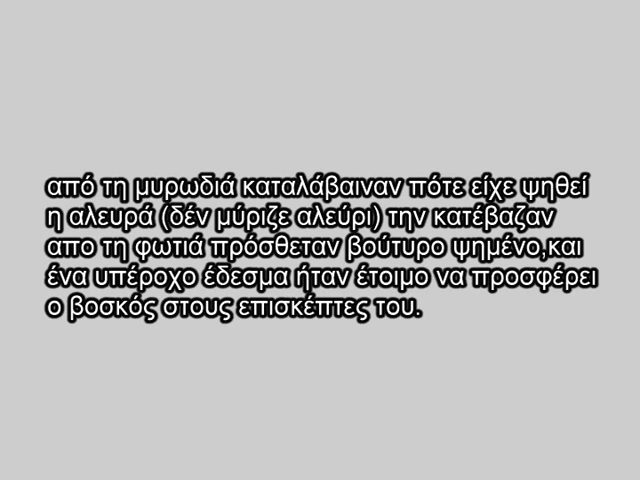 από τη μυρωδιά καταλάβαιναν πότε είχε ψηθεί
η αλευρά (δέν μύριζε αλεύρι) την κατέβαζαν
απο τη φωτιά πρόσθεταν βούτυρο ψημένο,και
ένα υπέροχο έδεσμα ήταν έτοιμο να προσφέρει
ο βοσκός στους επισκέπτες του.